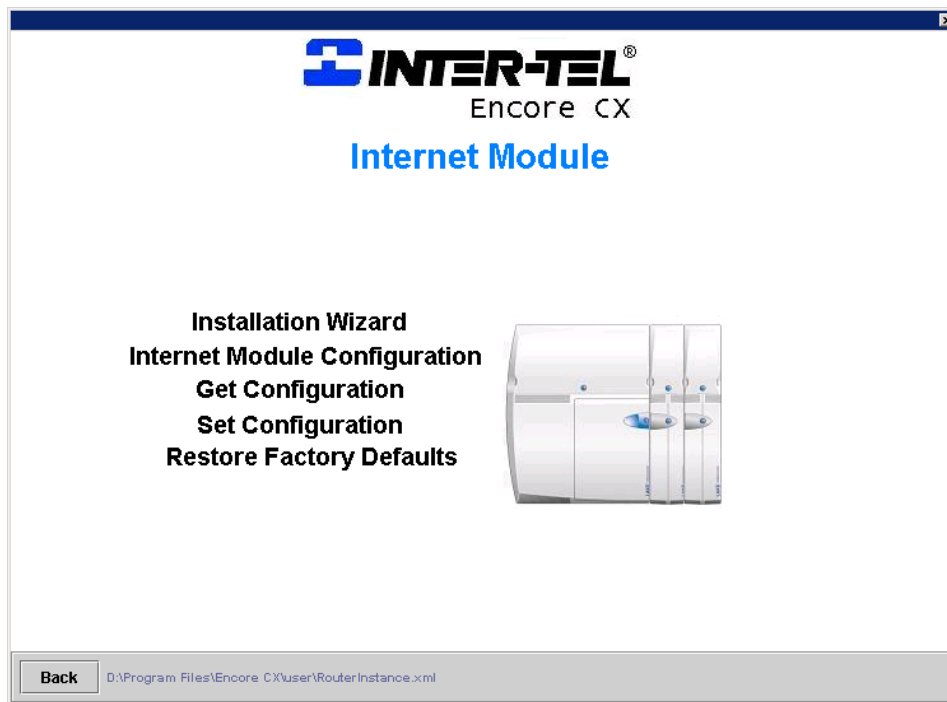 INTER-TEL®
Encore CX
Internet Module
Installation Wizard
Internet Module Configuration
Get Configuration
Set Configuration
Restore Factory Defaults
Back D:\Program Files\Encore CX\user\RouterInstance.xml